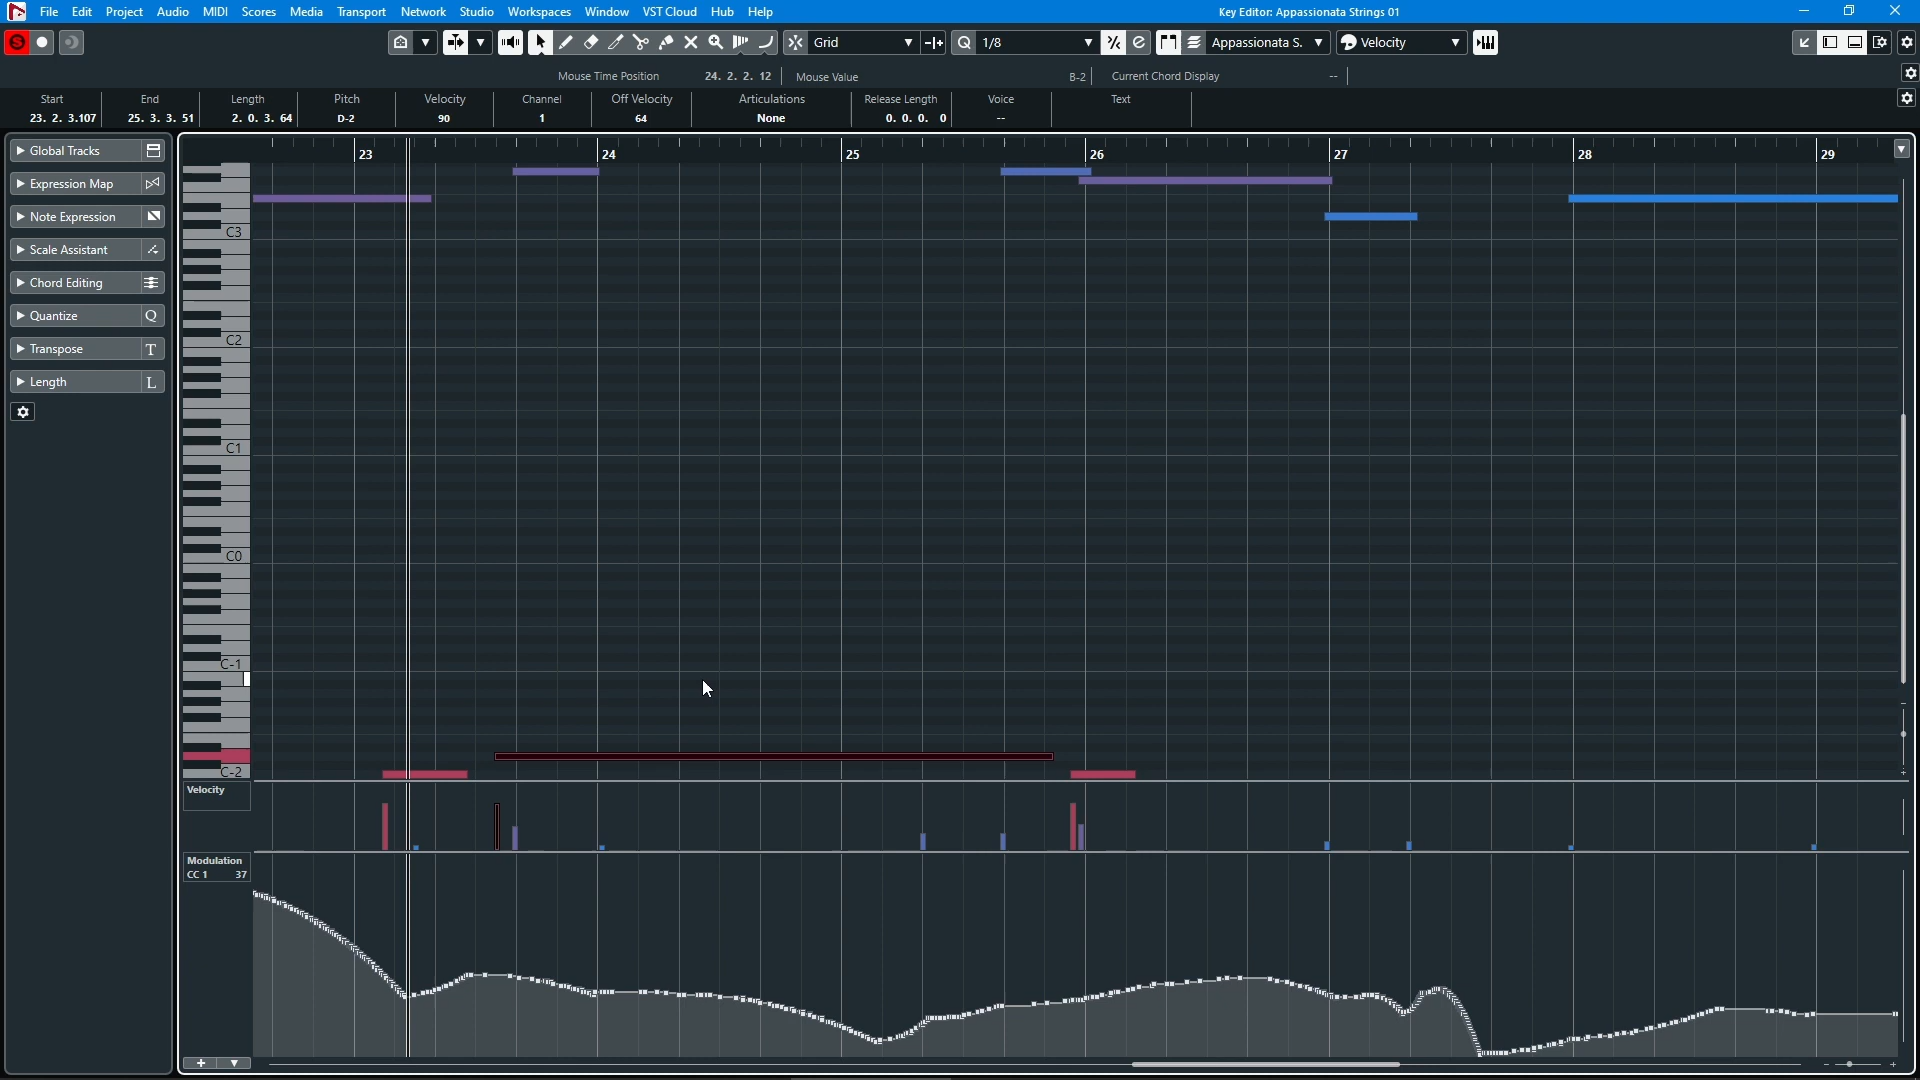 File Edit Project Audio MIDI Scores Media Transport Network Studio Workspaces Window VST Cloud Hub Help Key Editor: Appassionata Strings 01
S Grid Q 1/8 Appassionata S. Velocity
Mouse Time Position 24. 2. 2. 12 Mouse Value B-2 Current Chord Display --
Start End Length Pitch Velocity Channel Off Velocity Articulations Release Length Voice Text
23. 2. 3.107 25. 3. 3. 51 2. 0. 3. 64 D-2 90 1 64 None 0. 0. 0. 0 --
Global Tracks
Expression Map
Note Expression
Scale Assistant
Chord Editing
Quantize Q
Transpose T
Length L
23 24 25 26 27 28 29
C3
C2
C1
C0
C-1
C-2
Velocity
Modulation
CC 1 37